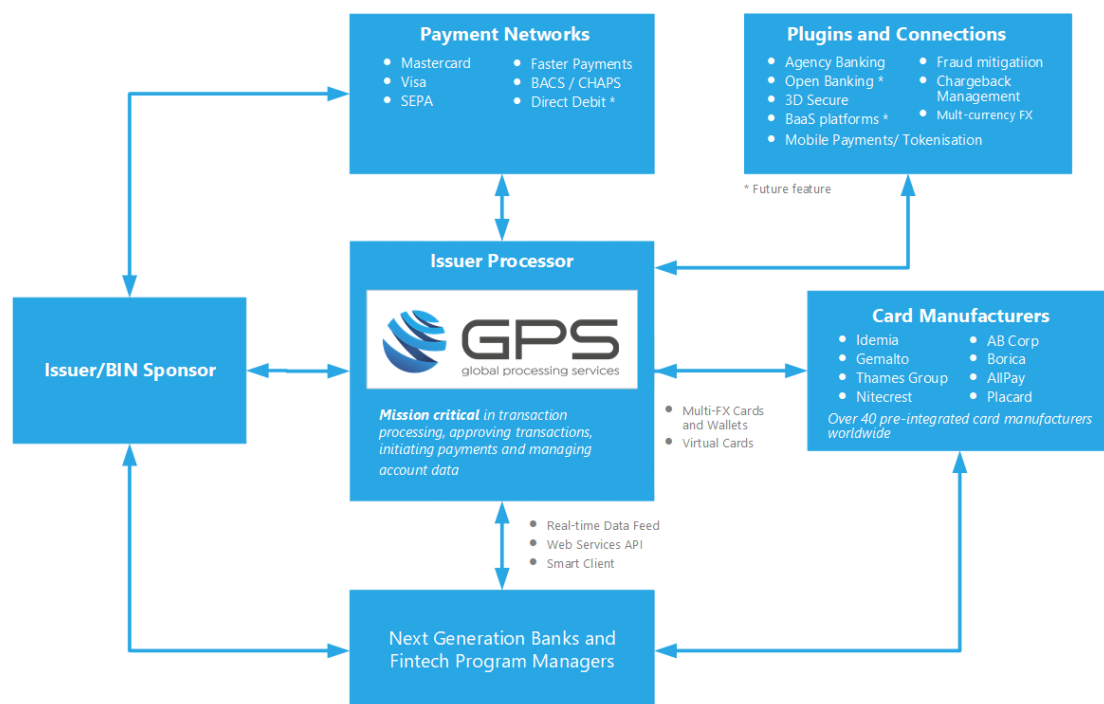 Payment Networks
Mastercard
Visa
SEPA
Faster Payments
BACS / CHAPS
Direct Debit *
Plugins and Connections
Agency Banking
Open Banking *
3D Secure
BaaS platforms *
Mobile Payments/ Tokenisation
Fraud mitigatiion
Chargeback
Management
Mult-currency FX
* Future feature
Issuer Processor
GPS
global processing services
Mission critical in transaction
processing, approving transactions,
initiating payments and managing
account data
Issuer/BIN Sponsor
Card Manufacturers
Idemia
Gemalto
Thames Group
Nitecrest
AB Corp
Borica
AllPay
Placard
Over 40 pre-integrated card manufacturers
worldwide
Multi-FX Cards
and Wallets
Virtual Cards
Real-time Data Feed
Web Services API
Smart Client
Next Generation Banks and
Fintech Program Managers